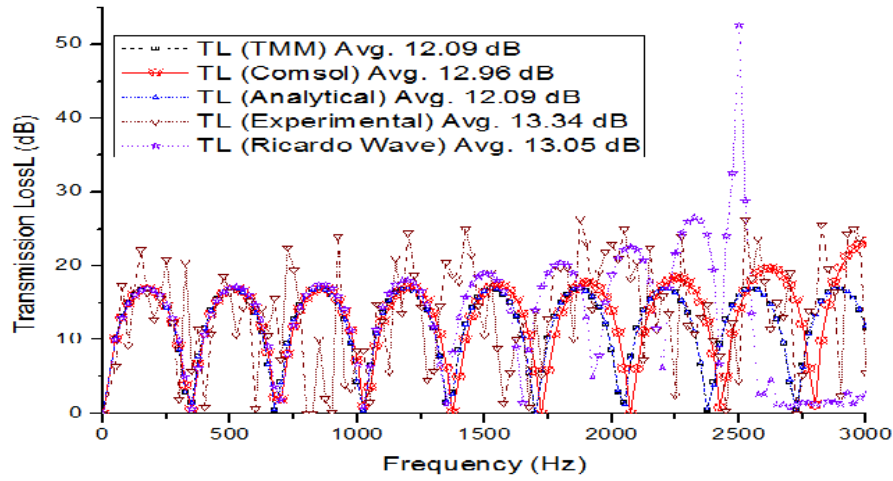 50
40
30
20
10
0
Transmission LossL (dB)
TL (TMM) Avg. 12.09 dB
TL (Comsol) Avg. 12.96 dB
TL (Analytical) Avg. 12.09 dB
TL (Experimental) Avg. 13.34 dB
TL (Ricardo Wave) Avg. 13.05 dB
0 500 1000 1500 2000 2500 3000
Frequency (Hz)